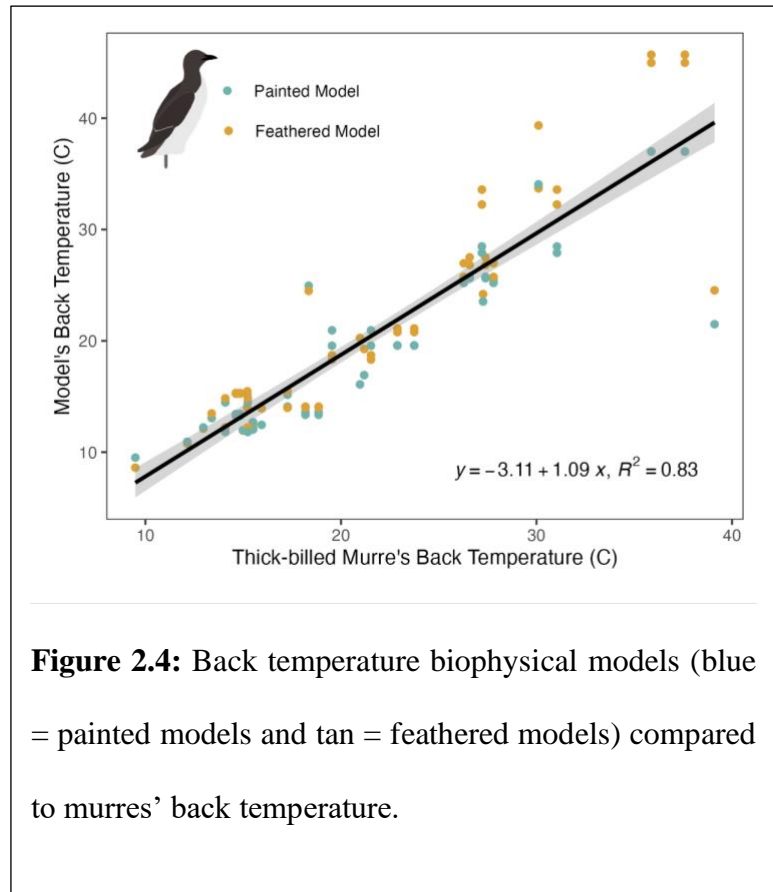 Painted Model
Feathered Model
Model's Back Temperature (C)
40
30
20
10
y = −3.11 + 1.09 x, R² = 0.83
10 20 30 40
Thick-billed Murre's Back Temperature (C)
Figure 2.4: Back temperature biophysical models (blue
= painted models and tan = feathered models) compared
to murres’ back temperature.